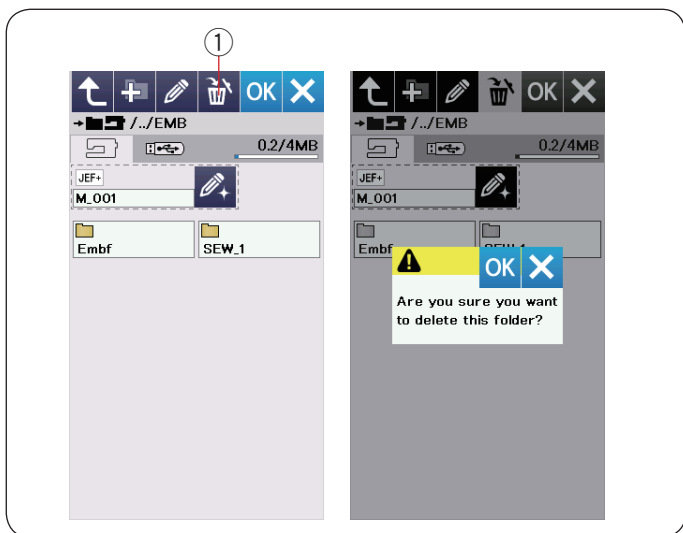 1
OK
/../EMB
0.2/4MB
JEF+
M_001
Embf
SEW_1
OK
/../EMB
0.2/4MB
JEF+
M_001
Embf
SEW_1
OK
Are you sure you want
to delete this folder?